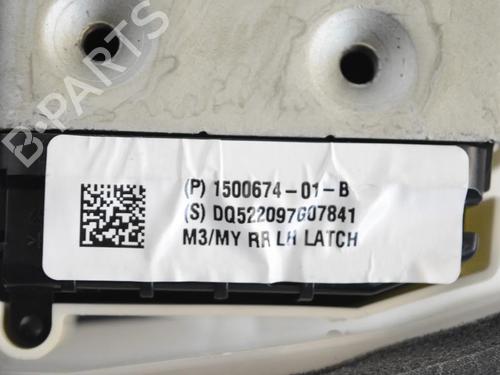 B-PARTS
(P) 1500674-01-B
(S) DQ522097G07841
M3/MY RR LH LATCH